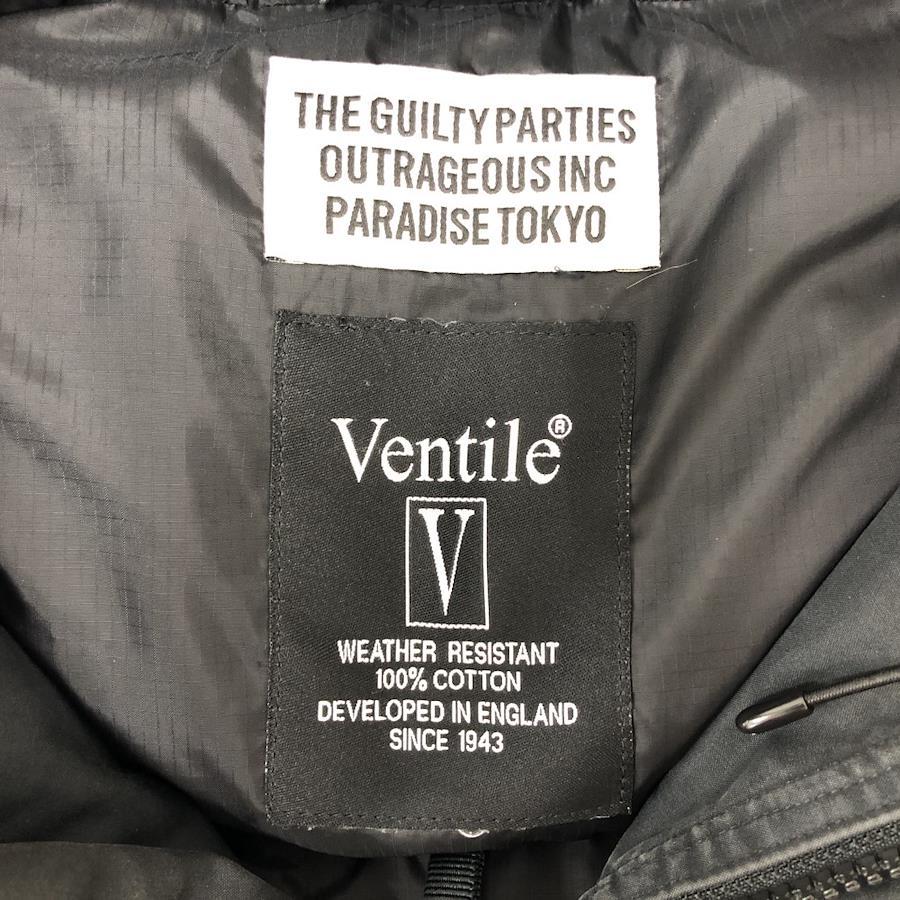 THE GUILTY PARTIES
OUTRAGEOUS INC
PARADISE TOKYO
Ventile®
V
WEATHER RESISTANT
100% COTTON
DEVELOPED IN ENGLAND
SINCE 1943